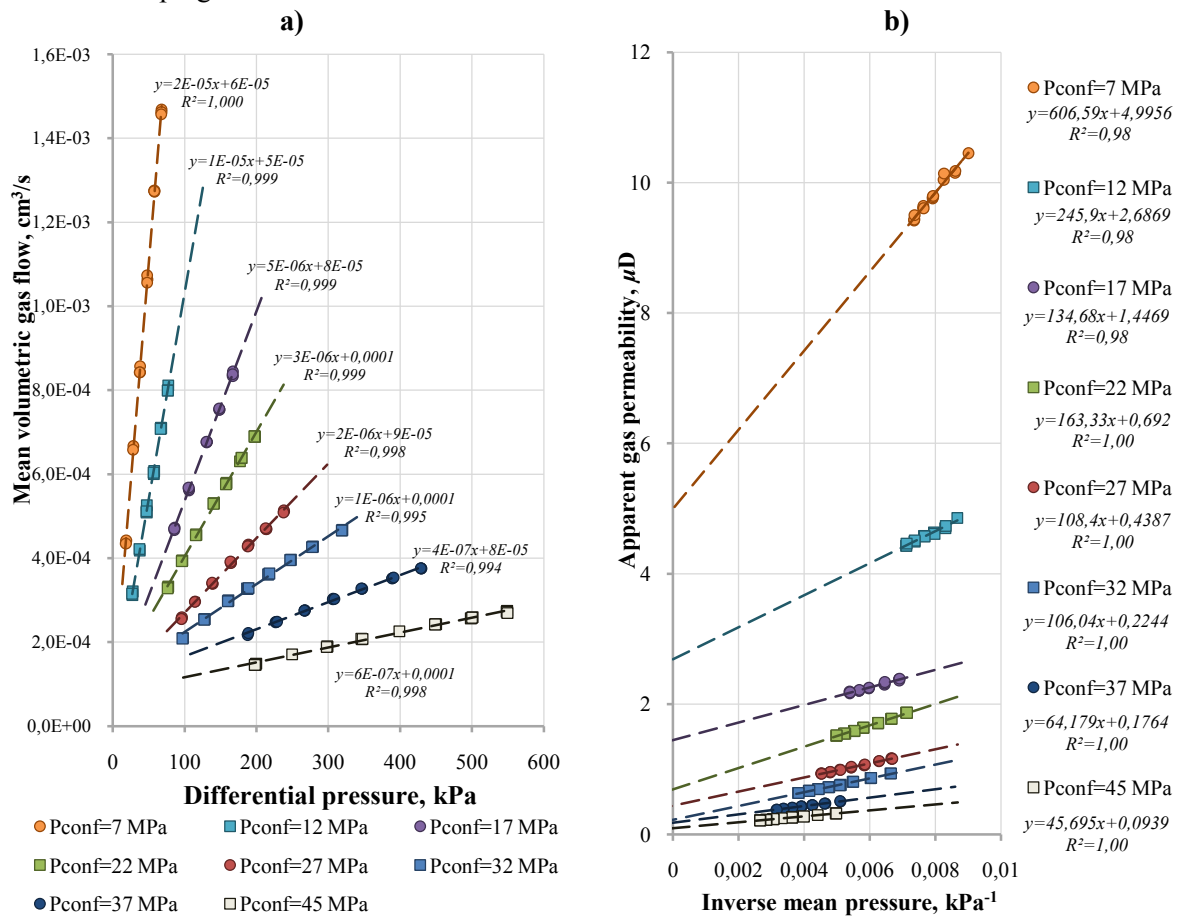 a)
Mean volumetric gas flow, cm³/s
1,6E-03
1,4E-03
1,2E-03
1,0E-03
8,0E-04
6,0E-04
4,0E-04
2,0E-04
0,0E+00
y=2E-05x+6E-05
R²=1,000
y=1E-05x+5E-05
R²=0,999
y=5E-06x+8E-05
R²=0,999
y=3E-06x+0,0001
R²=0,999
y=2E-06x+9E-05
R²=0,998
y=1E-06x+0,0001
R²=0,995
y=4E-07x+8E-05
R²=0,994
y=6E-07x+0,0001
R²=0,998
0 100 200 300 400 500 600
Differential pressure, kPa
Pconf=7 MPa Pconf=12 MPa Pconf=17 MPa
Pconf=22 MPa Pconf=27 MPa Pconf=32 MPa
Pconf=37 MPa Pconf=45 MPa
b)
Apparent gas permeability, μD
12
10
8
6
4
2
0
0 0,002 0,004 0,006 0,008 0,01
Inverse mean pressure, kPa⁻¹
Pconf=7 MPa
y=606,59x+4,9956
R²=0,98
Pconf=12 MPa
y=245,9x+2,6869
R²=0,98
Pconf=17 MPa
y=134,68x+1,4469
R²=0,98
Pconf=22 MPa
y=163,33x+0,692
R²=1,00
Pconf=27 MPa
y=108,4x+0,4387
R²=1,00
Pconf=32 MPa
y=106,04x+0,2244
R²=1,00
Pconf=37 MPa
y=64,179x+0,1764
R²=1,00
Pconf=45 MPa
y=45,695x+0,0939
R²=1,00